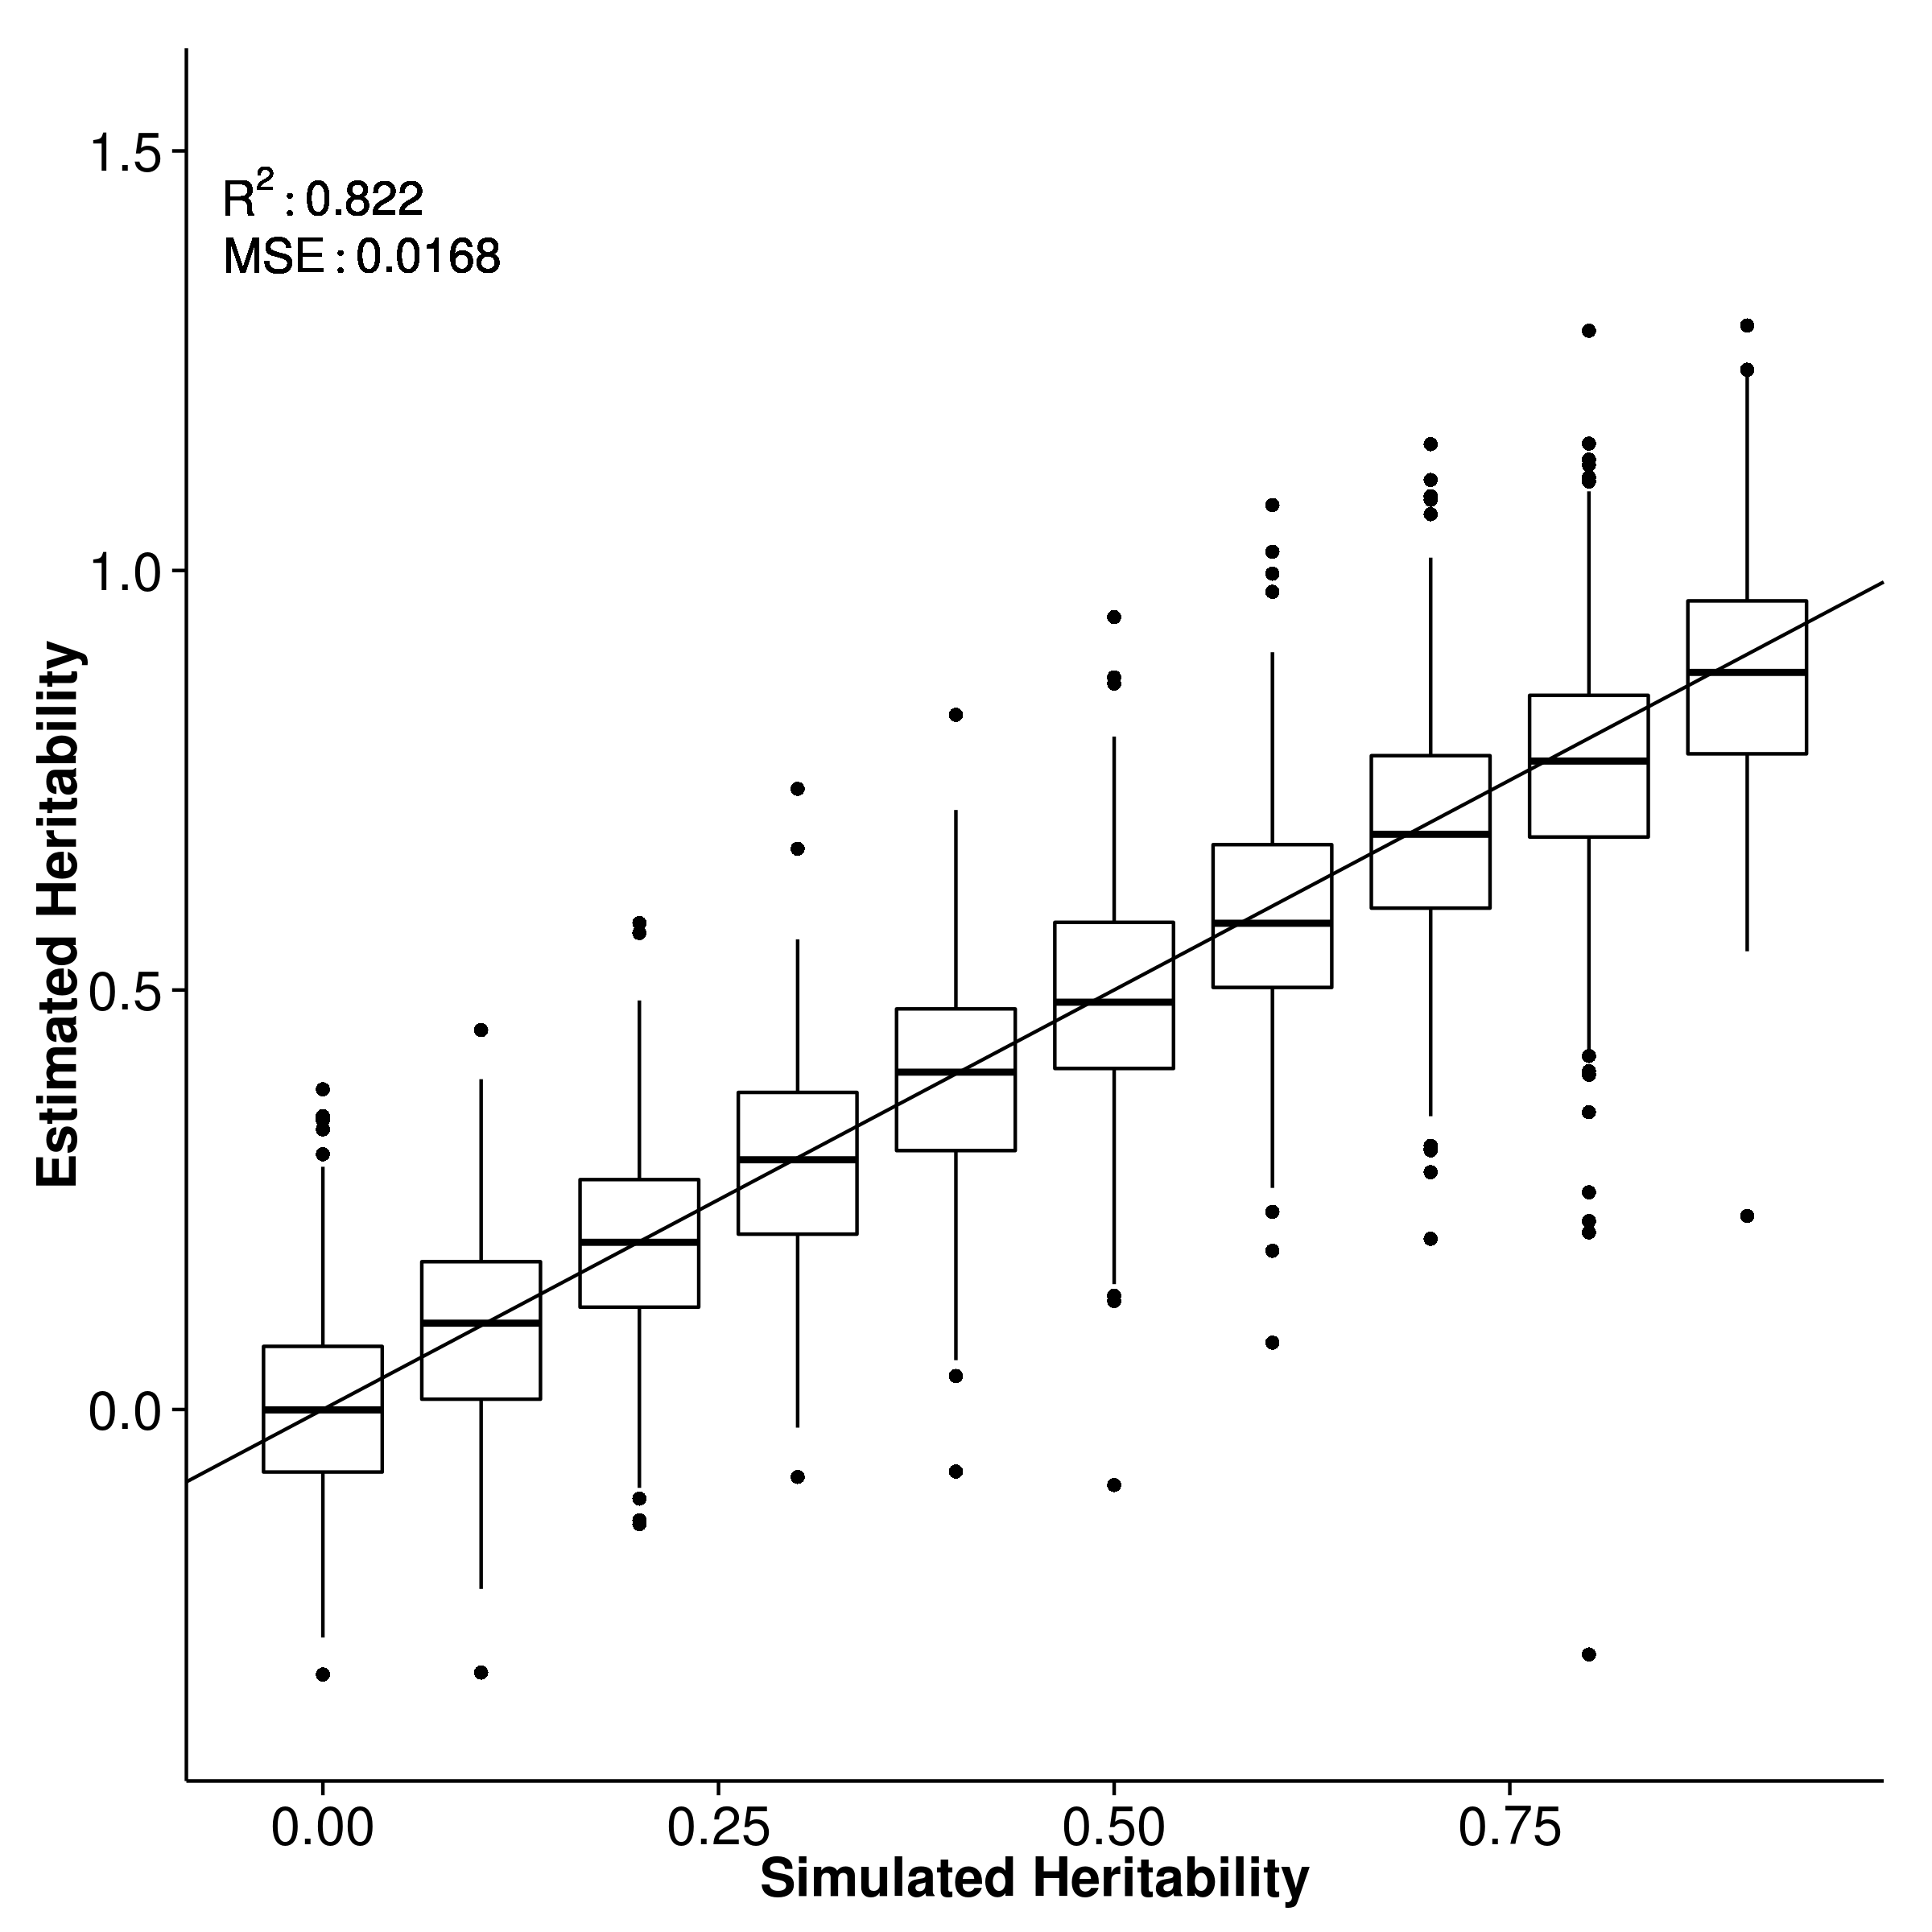 1.5
R²: 0.822
MSE: 0.0168
1.0
0.5
0.0
Estimated Heritability
0.00 0.25 0.50 0.75
Simulated Heritability